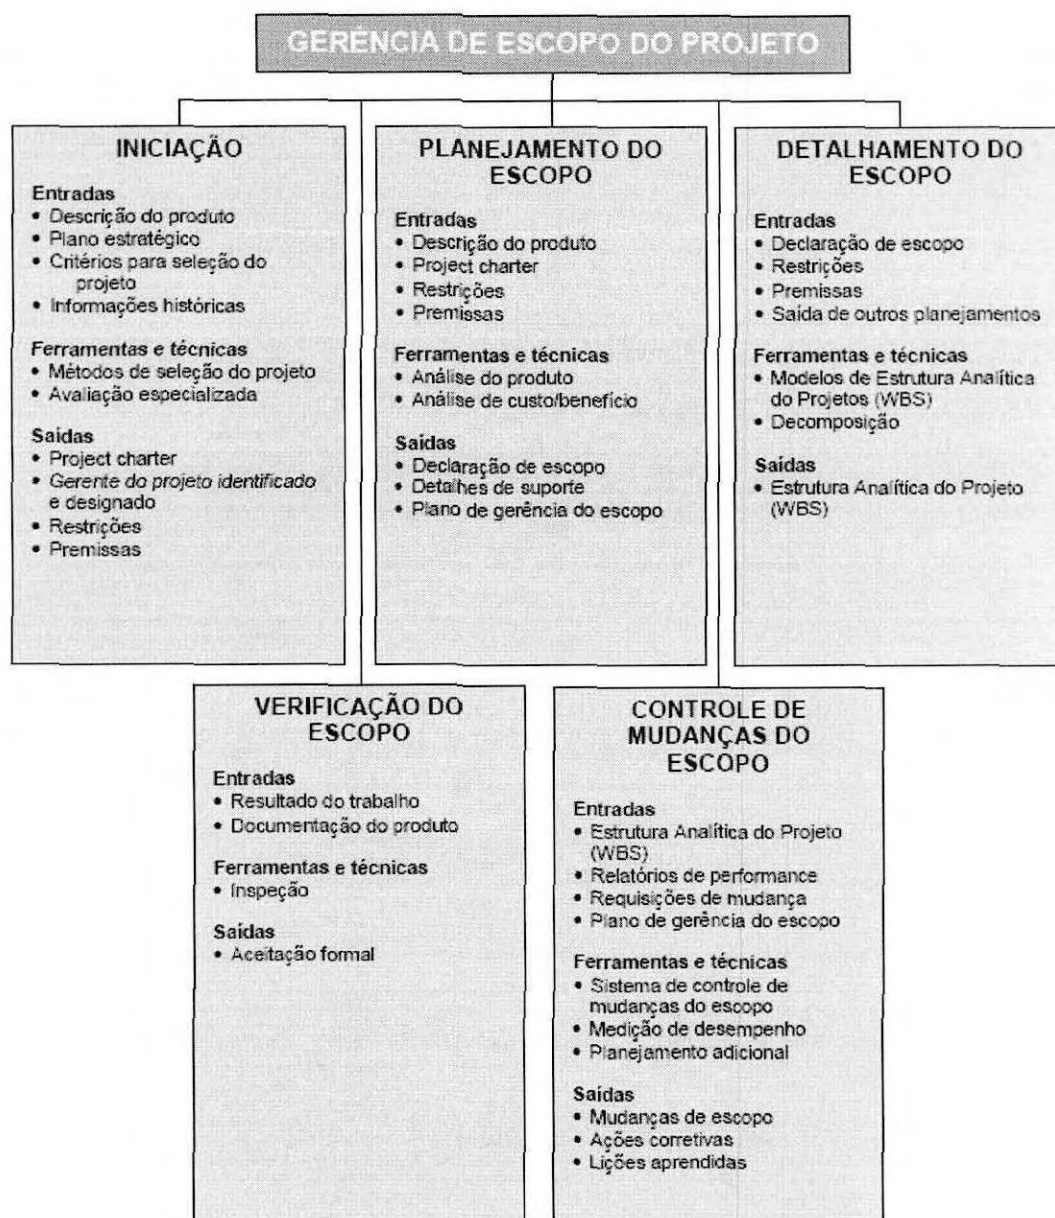 GERÊNCIA DE ESCOPO DO PROJETO
INICIAÇÃO
Entradas
• Descrição do produto
• Plano estratégico
• Critérios para seleção do
projeto
• Informações históricas
Ferramentas e técnicas
• Métodos de seleção do projeto
• Avaliação especializada
Saídas
• Project charter
• Gerente do projeto identificado
e designado
• Restrições
• Premissas
PLANEJAMENTO DO
ESCOPO
Entradas
• Descrição do produto
• Project charter
• Restrições
• Premissas
Ferramentas e técnicas
• Análise do produto
• Análise de custo/benefício
Saídas
• Declaração de escopo
• Detalhes de suporte
• Plano de gerência do escopo
DETALHAMENTO DO
ESCOPO
Entradas
• Declaração de escopo
• Restrições
• Premissas
• Saída de outros planejamentos
Ferramentas e técnicas
• Modelos de Estrutura Analítica
do Projetos (WBS)
• Decomposição
Saídas
• Estrutura Analítica do Projeto
(WBS)
VERIFICAÇÃO DO
ESCOPO
Entradas
• Resultado do trabalho
• Documentação do produto
Ferramentas e técnicas
• Inspeção
Saídas
• Aceitação formal
CONTROLE DE
MUDANÇAS DO
ESCOPO
Entradas
• Estrutura Analítica do Projeto
(WBS)
• Relatórios de performance
• Requisições de mudança
• Plano de gerência do escopo
Ferramentas e técnicas
• Sistema de controle de
mudanças do escopo
• Medição de desempenho
• Planejamento adicional
Saídas
• Mudanças de escopo
• Ações corretivas
• Lições aprendidas